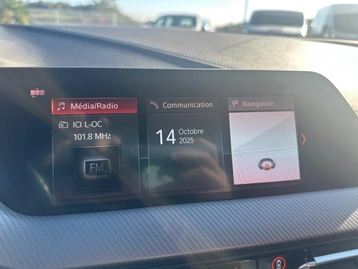 Média/Radio
Communication
Navigation
ICI L-OC
101.8 MHz
14 Octobre
2025
FM